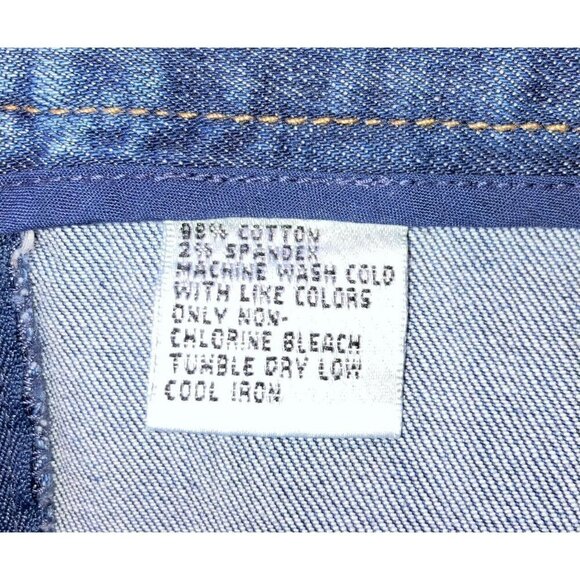 98% COTTON
2% SPANDEX
MACHINE WASH COLD
WITH LIKE COLORS
ONLY NON-
CHLORINE BLEACH
TUMBLE DRY LOW
COOL IRON